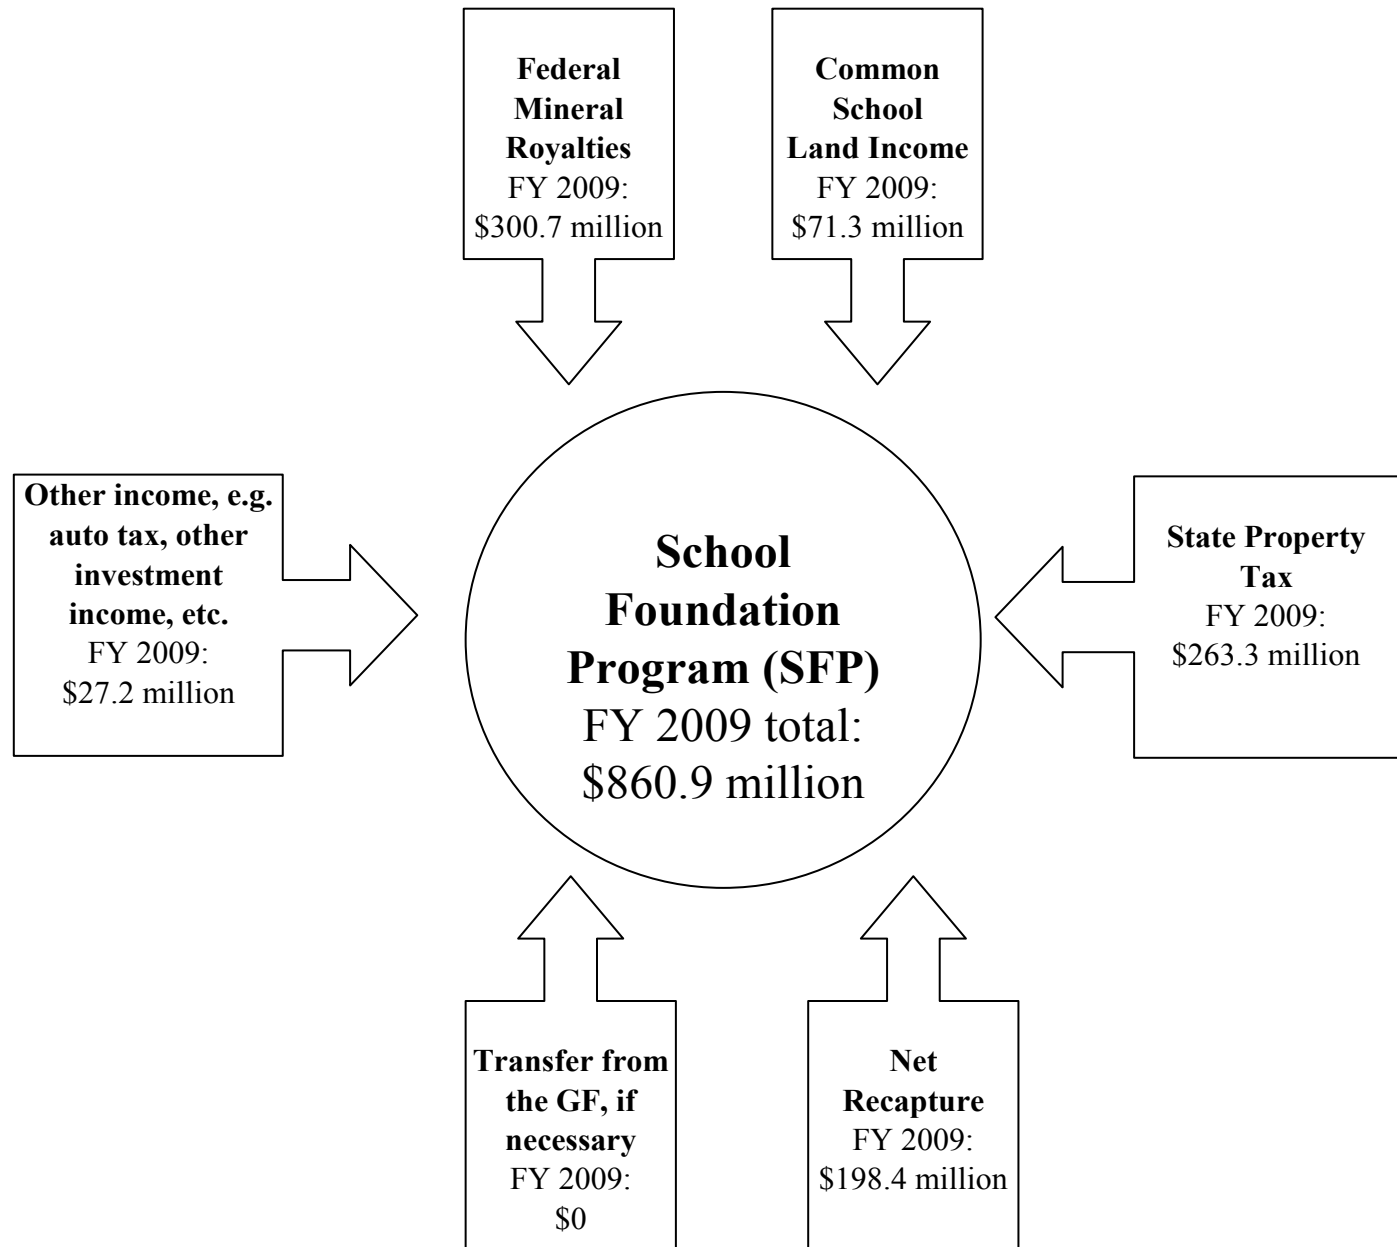 Federal
Mineral
Royalties
FY 2009:
$300.7 million
Common
School
Land Income
FY 2009:
$71.3 million
Other income, e.g.
auto tax, other
investment
income, etc.
FY 2009:
$27.2 million
School
Foundation
Program (SFP)
FY 2009 total:
$860.9 million
State Property
Tax
FY 2009:
$263.3 million
Transfer from
the GF, if
necessary
FY 2009:
$0
Net
Recapture
FY 2009:
$198.4 million